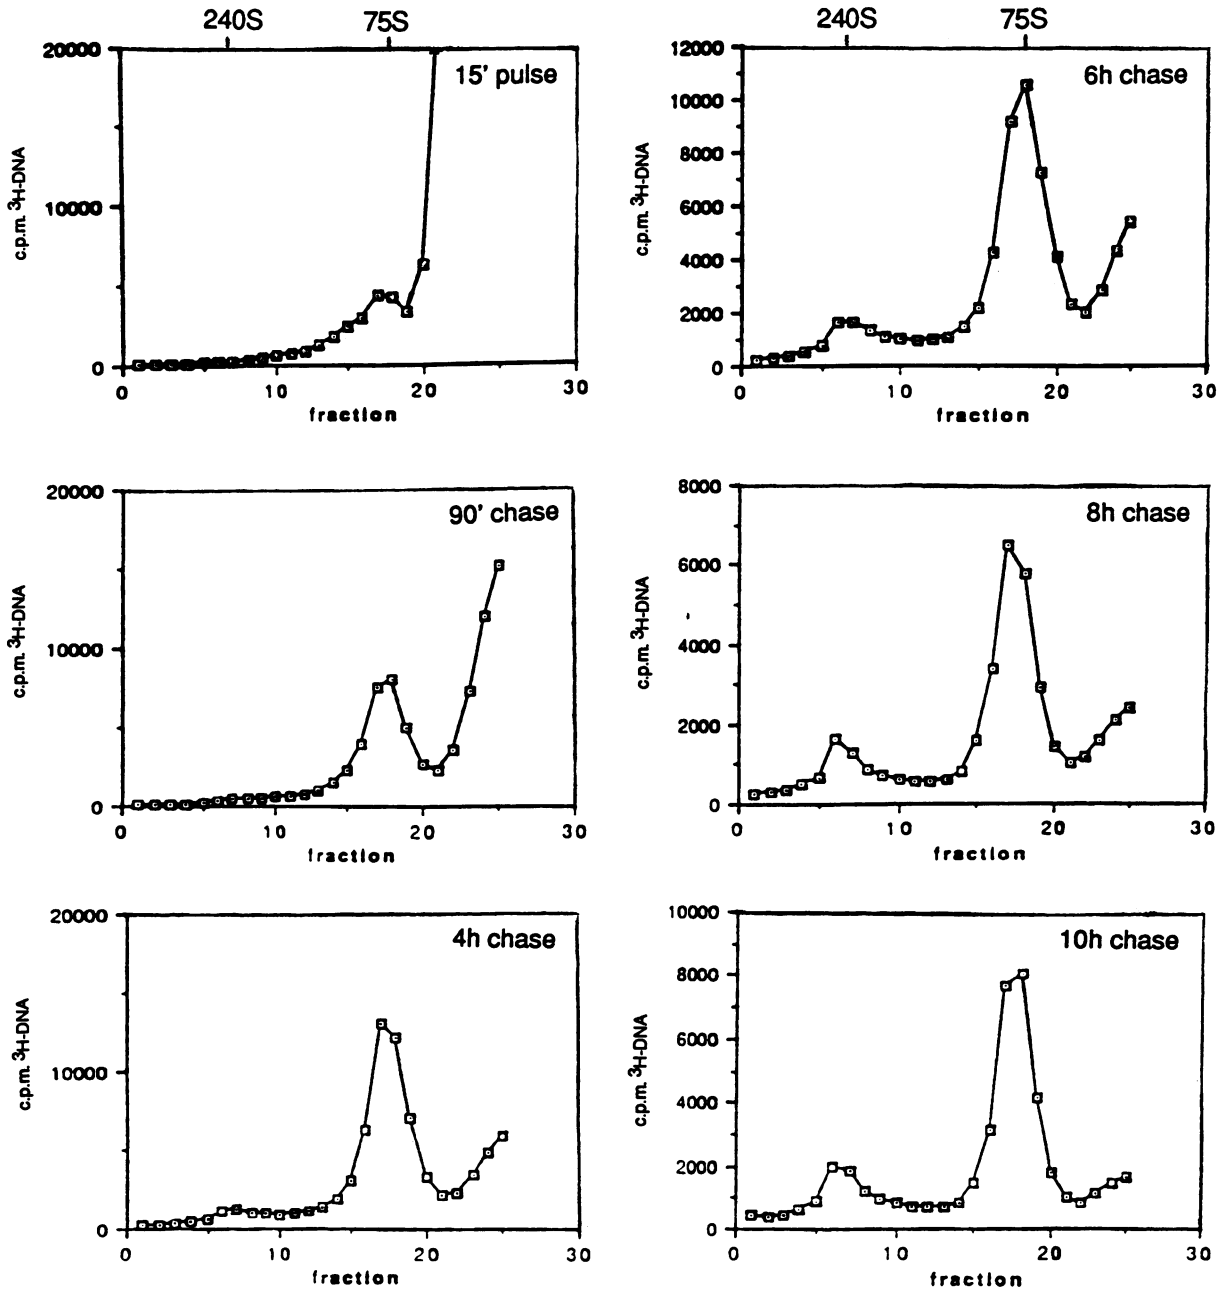 240S 75S
20000
15' pulse
10000
0
0 10 20 30
fraction
c.p.m. ³H-DNA
240S 75S
12000
6h chase
10000
8000
6000
4000
2000
0
0 10 20 30
fraction
c.p.m. ³H-DNA
20000
90' chase
10000
0
0 10 20 30
fraction
c.p.m. ³H-DNA
8000
8h chase
6000
4000
2000
0
0 10 20 30
fraction
c.p.m. ³H-DNA
20000
4h chase
10000
0
0 10 20 30
fraction
c.p.m. ³H-DNA
10000
10h chase
8000
6000
4000
2000
0
0 10 20 30
fraction
c.p.m. ³H-DNA